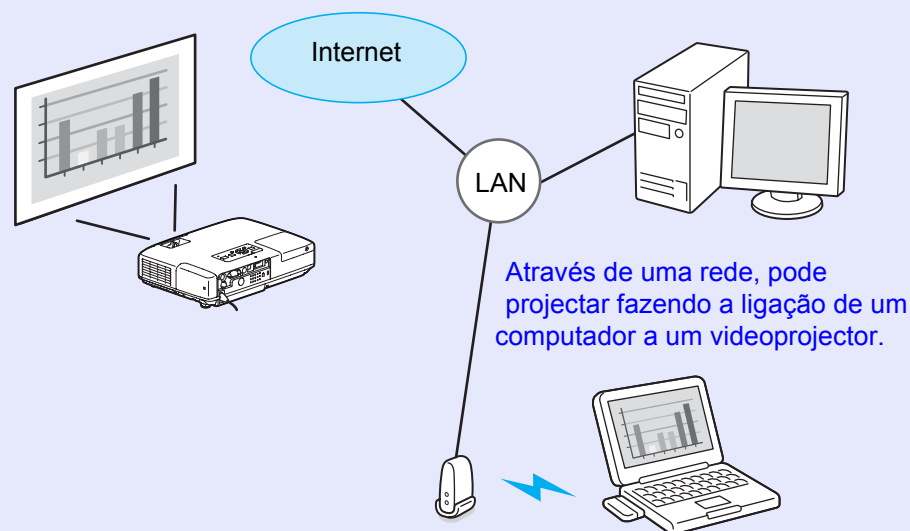 Internet
LAN
Através de uma rede, pode
projectar fazendo a ligação de um
computador a um videoprojector.